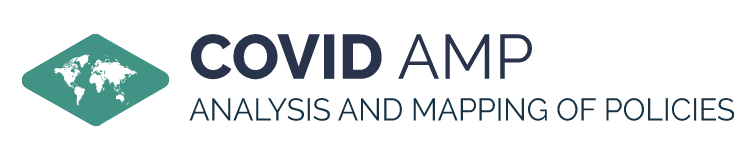 COVID AMP
ANALYSIS AND MAPPING OF POLICIES